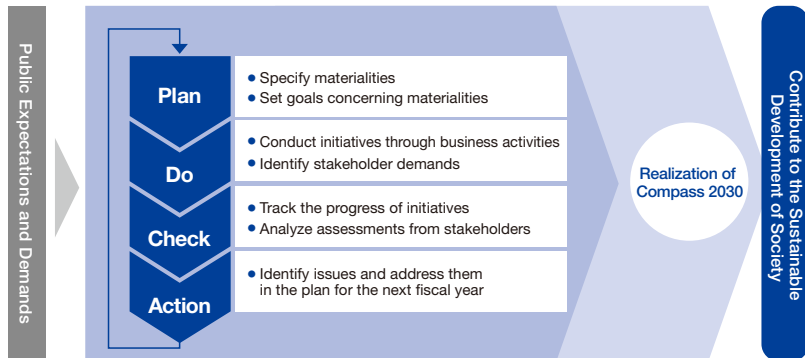 Public Expectations and Demands
Plan
● Specify materialities
● Set goals concerning materialities
Do
● Conduct initiatives through business activities
● Identify stakeholder demands
Check
● Track the progress of initiatives
● Analyze assessments from stakeholders
Action
● Identify issues and address them
in the plan for the next fiscal year
Realization of
Compass 2030
Contribute to the Sustainable
Development of Society